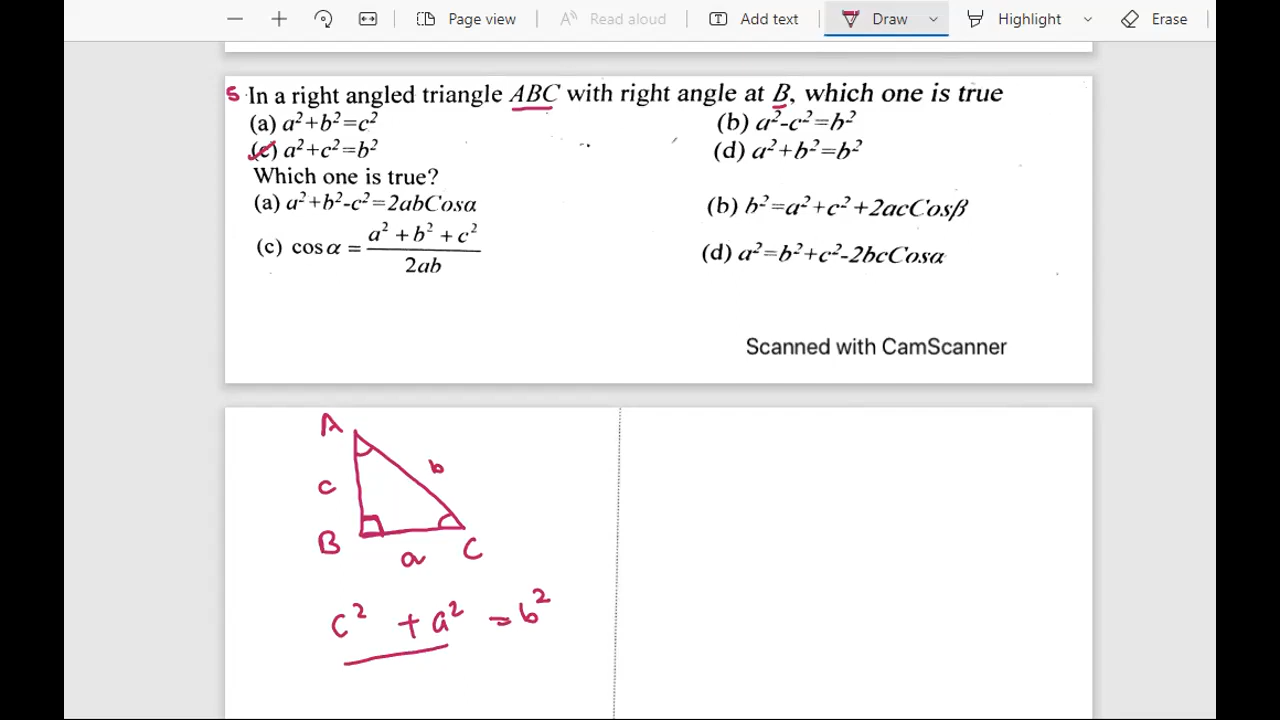 Page view Read aloud Add text Draw Highlight Erase
5 In a right angled triangle ABC with right angle at B, which one is true
(a) a²+b²=c² (b) a²-c²=b²
(c) a²+c²=b² (d) a²+b²=b²
Which one is true?
(a) a²+b²-c²=2abCosα (b) b²=a²+c²+2acCosβ
(c) cos α = (a² + b² + c²)/2ab (d) a²=b²+c²-2bcCosα
Scanned with CamScanner
A
b
c
B a C
c² + a² = b²